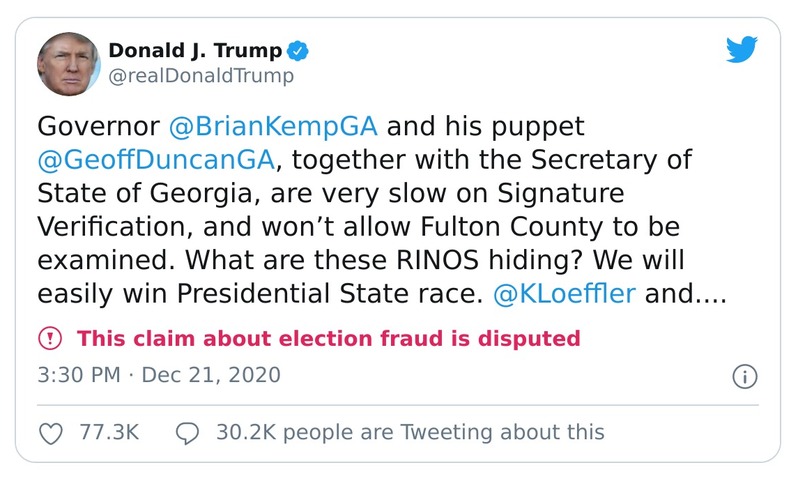 Donald J. Trump
@realDonaldTrump
Governor @BrianKempGA and his puppet
@GeoffDuncanGA, together with the Secretary of
State of Georgia, are very slow on Signature
Verification, and won’t allow Fulton County to be
examined. What are these RINOS hiding? We will
easily win Presidential State race. @KLoeffler and....
This claim about election fraud is disputed
3:30 PM · Dec 21, 2020
77.3K 30.2K people are Tweeting about this